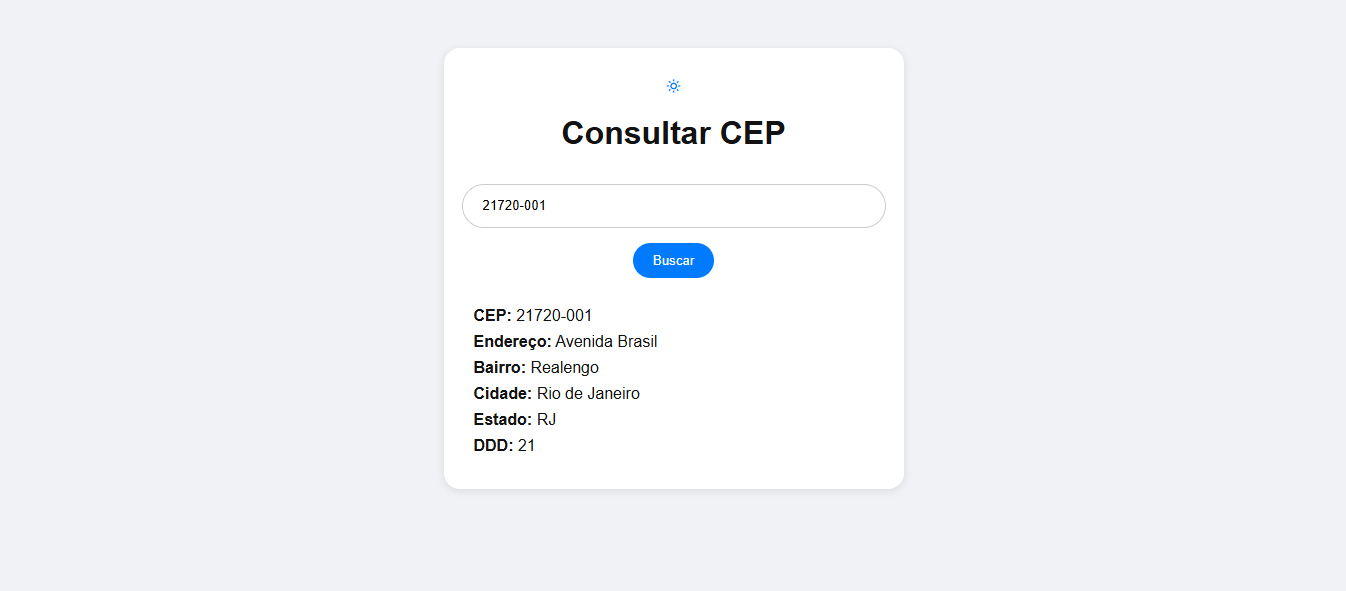 Consultar CEP
21720-001
Buscar
CEP: 21720-001
Endereço: Avenida Brasil
Bairro: Realengo
Cidade: Rio de Janeiro
Estado: RJ
DDD: 21